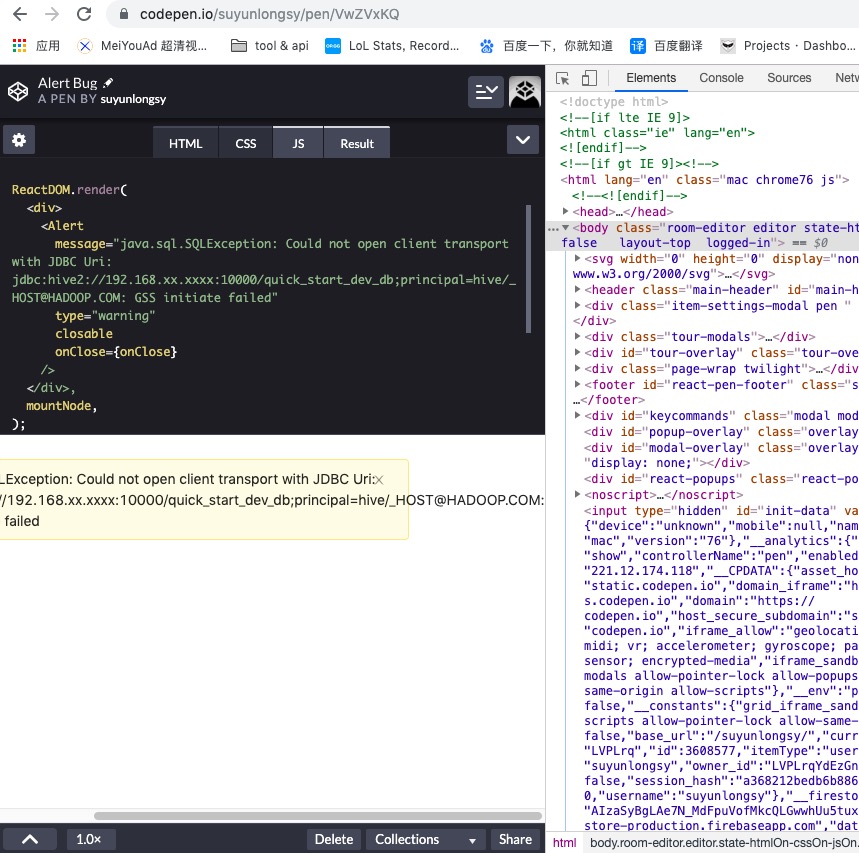 codepen.io/suyunlongsy/pen/VwZVxKQ
应用 MeiYouAd 超清视... tool & api LoL Stats, Record... 百度一下，你就知道 译 百度翻译 Projects · Dashbo...
Alert Bug
A PEN BY suyunlongsy
HTML CSS JS Result
ReactDOM.render(
<div>
<Alert
message="java.sql.SQLException: Could not open client transport
with JDBC Uri:
jdbc:hive2://192.168.xx.xxxx:10000/quick_start_dev_db;principal=hive/_
HOST@HADOOP.COM: GSS initiate failed"
type="warning"
closable
onClose={onClose}
/>
</div>,
mountNode,
);
LException: Could not open client transport with JDBC Uri:
//192.168.xx.xxxx:10000/quick_start_dev_db;principal=hive/_HOST@HADOOP.COM:
failed
1.0× Delete Collections Share
Elements Console Sources Netw
<!doctype html>
<!--[if lte IE 9]>
<html class="ie" lang="en">
<![endif]-->
<!--[if gt IE 9]><!-->
<html lang="en" class="mac chrome76 js">
<!--<![endif]-->
<head>…</head>
<body class="room-editor editor state-ht
false layout-top logged-in"> == $0
<svg width="0" height="0" display="non
www.w3.org/2000/svg">…</svg>
<header class="main-header" id="main-h
<div class="item-settings-modal pen "
</div>
<div class="tour-modals">…</div>
<div id="tour-overlay" class="tour-ove
<div class="page-wrap twilight">…</div
<footer id="react-pen-footer" class="s
…</footer>
<div id="keycommands" class="modal mod
<div id="popup-overlay" class="overlay
<div id="modal-overlay" class="overlay
"display: none;"></div>
<div id="react-popups" class="react-po
<noscript>…</noscript>
<input type="hidden" id="init-data" va
{"device":"unknown","mobile":null,"nam
"mac","version":"76"},"__analytics":{"
"show","controllerName":"pen","enabled
"221.12.174.118","__CPDATA":{"asset_ho
"static.codepen.io","domain_iframe":"h
s.codepen.io","domain":"https://
codepen.io","host_secure_subdomain":"s
"codepen.io","iframe_allow":"geolocati
midi; vr; accelerometer; gyroscope; pa
sensor; encrypted-media","iframe_sandb
modals allow-pointer-lock allow-popups
same-origin allow-scripts"},"__env":"p
false,"__constants":{"grid_iframe_sand
scripts allow-pointer-lock allow-same-
false,"base_url":"/suyunlongsy/","curr
"LVPLrq","id":3608577,"itemType":"user
"suyunlongsy","owner_id":"LVPLrqYdEzGn
false,"session_hash":"a368212bedb6b886
0,"username":"suyunlongsy"},"__firesto
"AIzaSyBgLAe7N_MdFpuVofMkcQLGwwhUu5tux
store-production.firebaseapp.com","dat
html body.room-editor.editor.state-htmlOn-cssOn-jsOn.